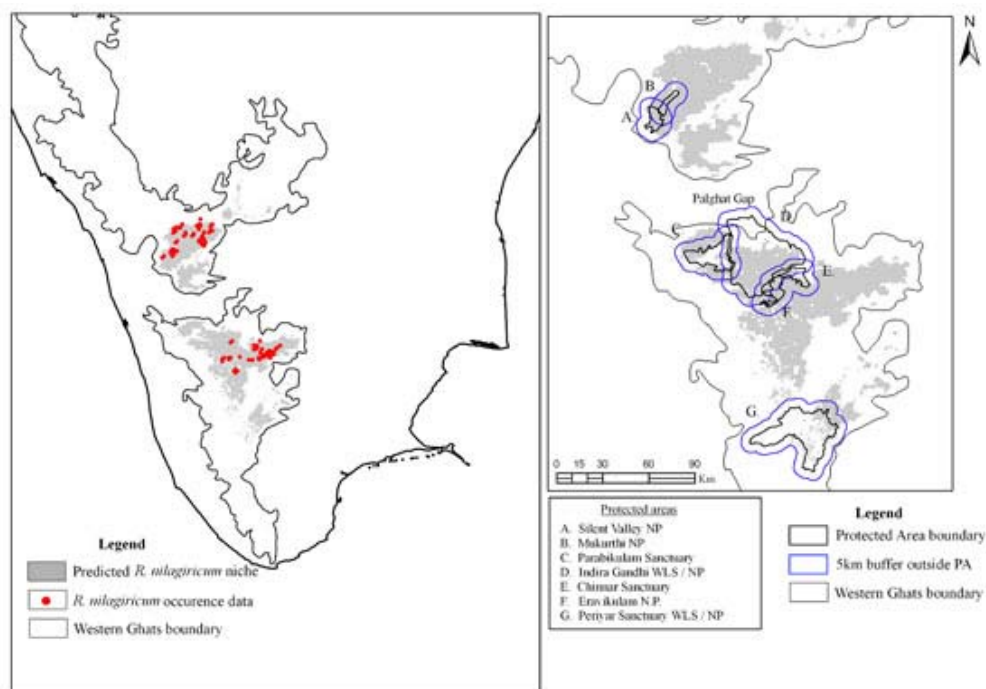 Legend
Predicted R. nilagiricum niche
R. nilagiricum occurence data
Western Ghats boundary
N
B
A
Palghat Gap
C
D
E
F
G
0 15 30 60 90
Km
Protected areas
A. Silent Valley NP
B. Mukurthi NP
C. Parabikulam Sanctuary
D. Indira Gandhi WLS / NP
E. Chinnar Sanctuary
F. Eravikulam N.P.
G. Periyar Sanctuary WLS / NP
Legend
Protected Area boundary
5km buffer outside PA
Western Ghats boundary